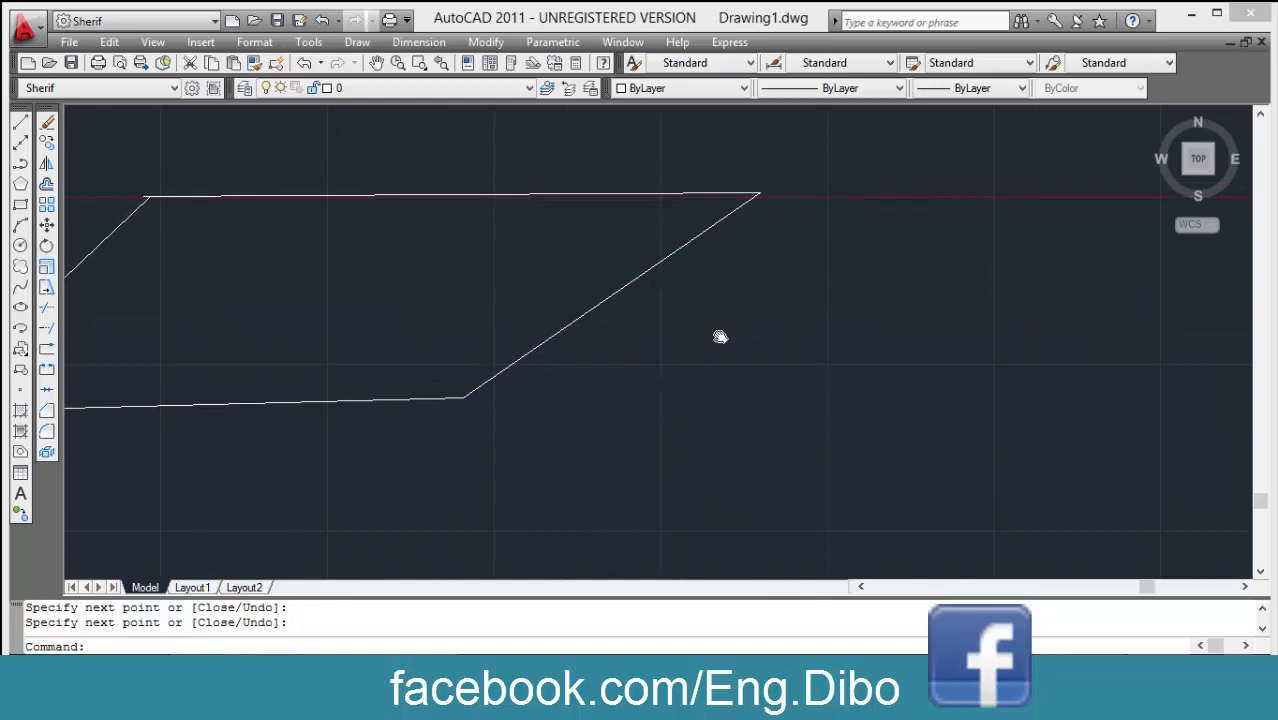 Sherif
AutoCAD 2011 - UNREGISTERED VERSION Drawing1.dwg
Type a keyword or phrase
File Edit View Insert Format Tools Draw Dimension Modify Parametric Window Help Express
Standard Standard Standard Standard
Sherif 0 ByLayer ByLayer ByLayer ByColor
N
W TOP E
S
WCS
A
Model Layout1 Layout2
Specify next point or [Close/Undo]:
Specify next point or [Close/Undo]:
Command:
facebook.com/Eng.Dibo